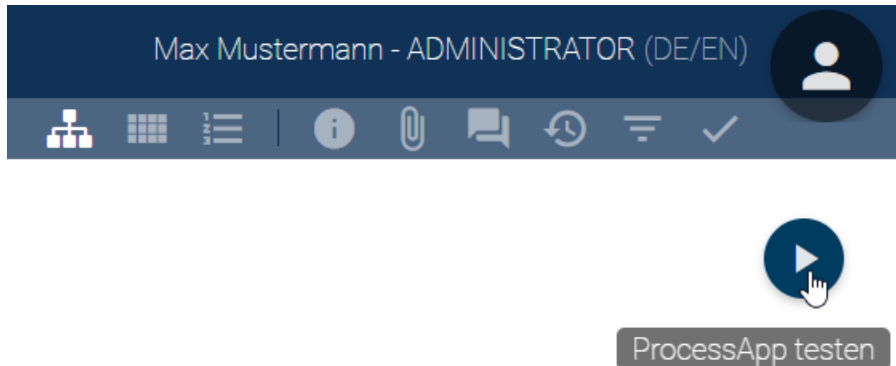 Max Mustermann - ADMINISTRATOR (DE/EN)
ProcessApp testen